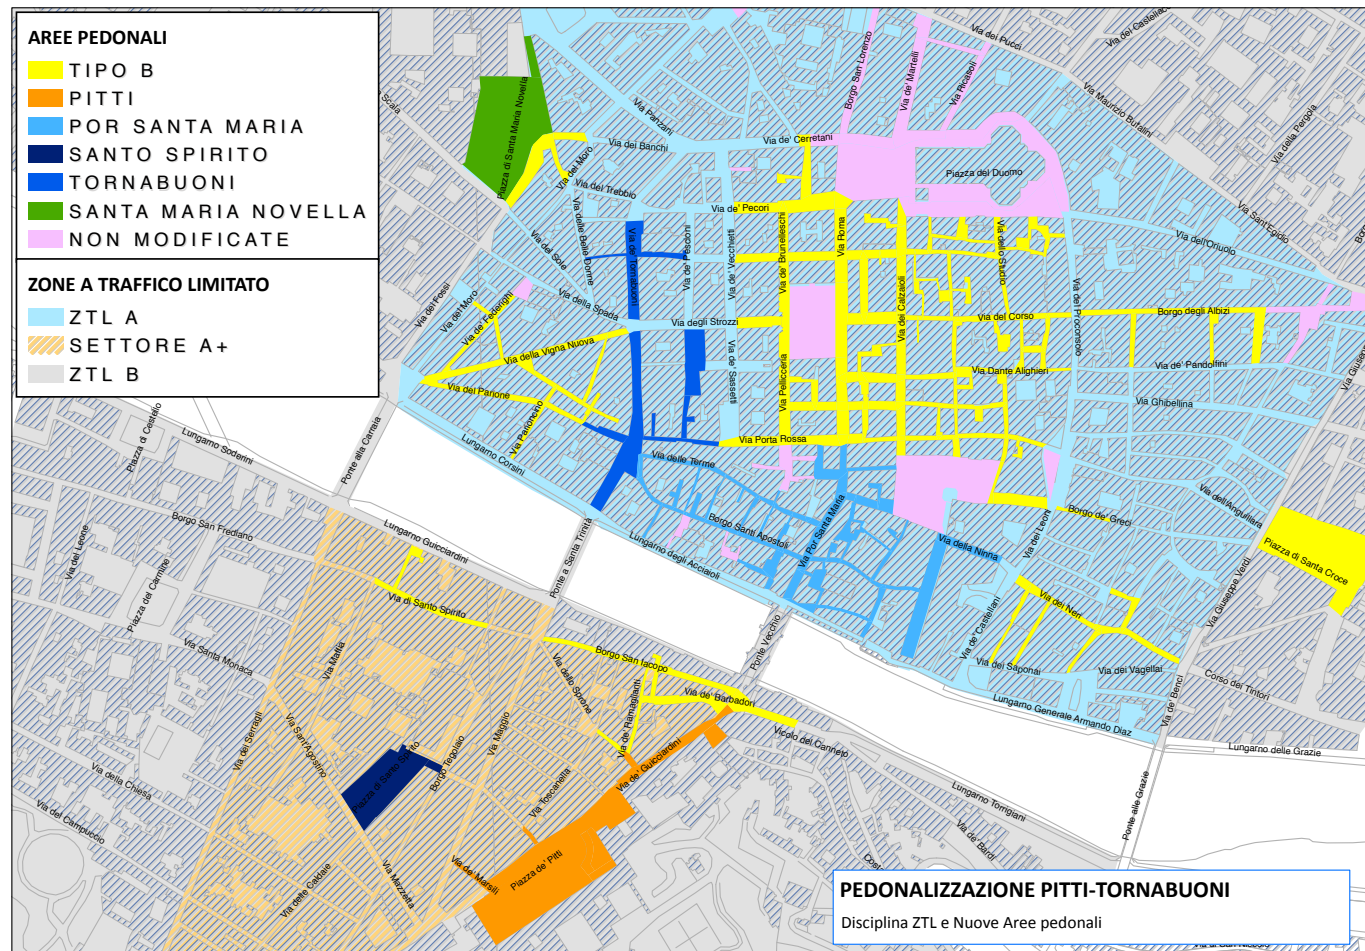 AREE PEDONALI
TIPO B
PITTI
POR SANTA MARIA
SANTO SPIRITO
TORNABUONI
SANTA MARIA NOVELLA
NON MODIFICATE
ZONE A TRAFFICO LIMITATO
ZTL A
SETTORE A+
ZTL B
Scala
Piazza di Santa Maria Novella
Via Panzani
Borgo San Lorenzo
Via de' Martelli
Via Ricasoli
Via dei Pucci
Via del Castellaccio
Via Maurizio Bufalini
Via della Pergola
Via Sant'Egidio
Via dei Banchi
Via de' Cerretani
Via del Moro
Piazza del Duomo
Via del Trebbio
Via de' Pecori
Via delle Belle Donne
Via de' Tornabuoni
Via de' Pescioni
Via de' Vecchietti
Via de' Brunelleschi
Via Roma
Via dei Calzaioli
Via dello Studio
Via dell'Oriuolo
Via del Sole
Via dei Fossi
Via del Moro
Via de' Federighi
Via della Spada
Via degli Strozzi
Via del Corso
Via del Proconsolo
Borgo degli Albizi
Via della Vigna Nuova
Via de' Sassetti
Via Pellicceria
Via Dante Alighieri
Via de' Pandolfini
Via del Parione
Via Parioncino
Via Ghibellina
Via Porta Rossa
Via delle Terme
Piazza di Cestello
Lungarno Soderini
Ponte alla Carraia
Lungarno Corsini
Via Por Santa Maria
Borgo Santi Apostoli
Via dell'Anguillara
Borgo de' Greci
Via dei Leoni
Via della Ninna
Piazza di Santa Croce
Borgo San Frediano
Via del Leone
Piazza del Carmine
Lungarno Guicciardini
Ponte a Santa Trinita
Lungarno degli Acciaioli
Via Giuseppe Verdi
Via di Santo Spirito
Via dei Neri
Via de' Castellani
Via Santa Monaca
Via Maffia
Borgo San Iacopo
Ponte Vecchio
Via dei Saponai
Via dei Vagellai
Corso dei Tintori
Via dei Benci
Via dello Sprone
Via de' Ramaglianti
Via de' Barbadori
Lungarno Generale Armando Diaz
Via dei Serragli
Via Sant'Agostino
Via Maggio
Vicolo del Canneto
Lungarno delle Grazie
Via della Chiesa
Piazza di Santo Spirito
Borgo Tegolaio
Via Toscanella
Via de' Guicciardini
Lungarno Torrigiani
Ponte alle Grazie
Via del Campuccio
Via de' Bardi
Via delle Caldaie
Via Mazzetta
Via de' Marsili
Piazza de' Pitti
PEDONALIZZAZIONE PITTI-TORNABUONI
Disciplina ZTL e Nuove Aree pedonali